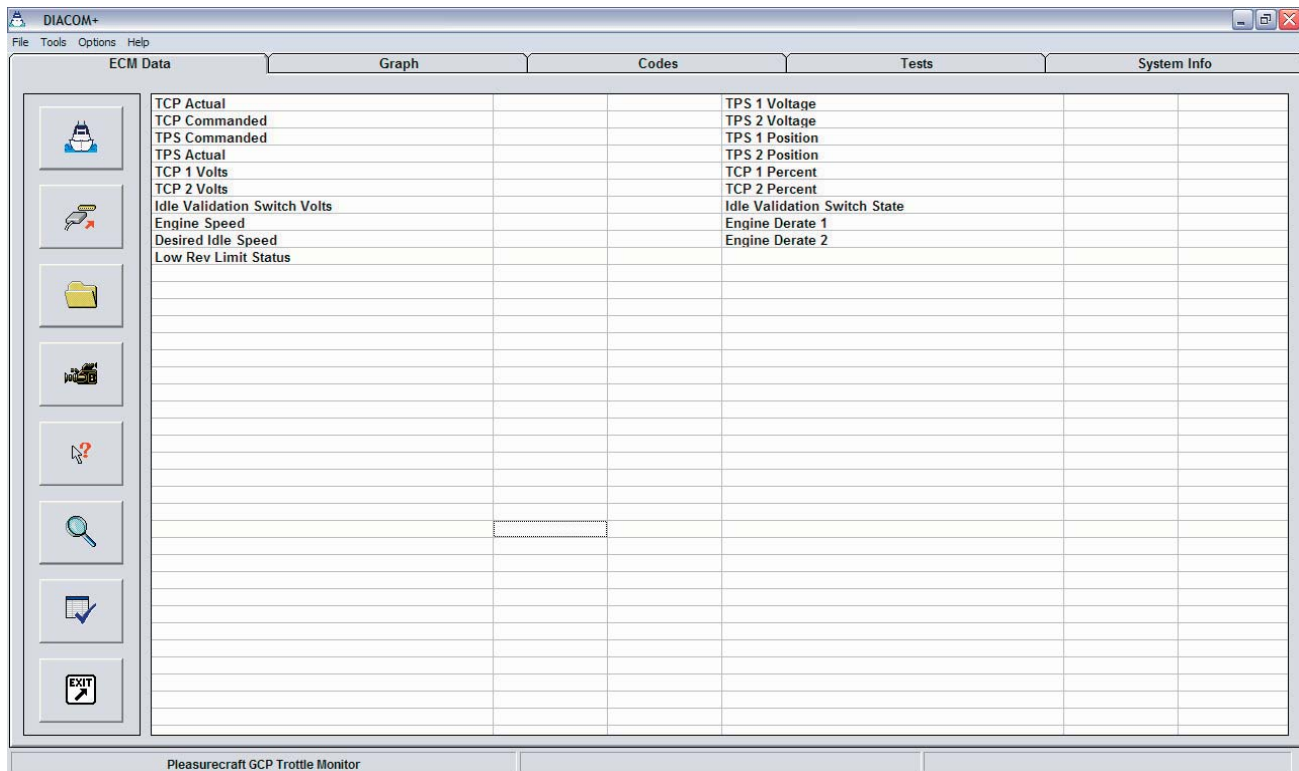 DIACOM+
File Tools Options Help
ECM Data Graph Codes Tests System Info
TCP Actual TPS 1 Voltage
TCP Commanded TPS 2 Voltage
TPS Commanded TPS 1 Position
TPS Actual TPS 2 Position
TCP 1 Volts TCP 1 Percent
TCP 2 Volts TCP 2 Percent
Idle Validation Switch Volts Idle Validation Switch State
Engine Speed Engine Derate 1
Desired Idle Speed Engine Derate 2
Low Rev Limit Status
EXIT
Pleasurecraft GCP Trottle Monitor